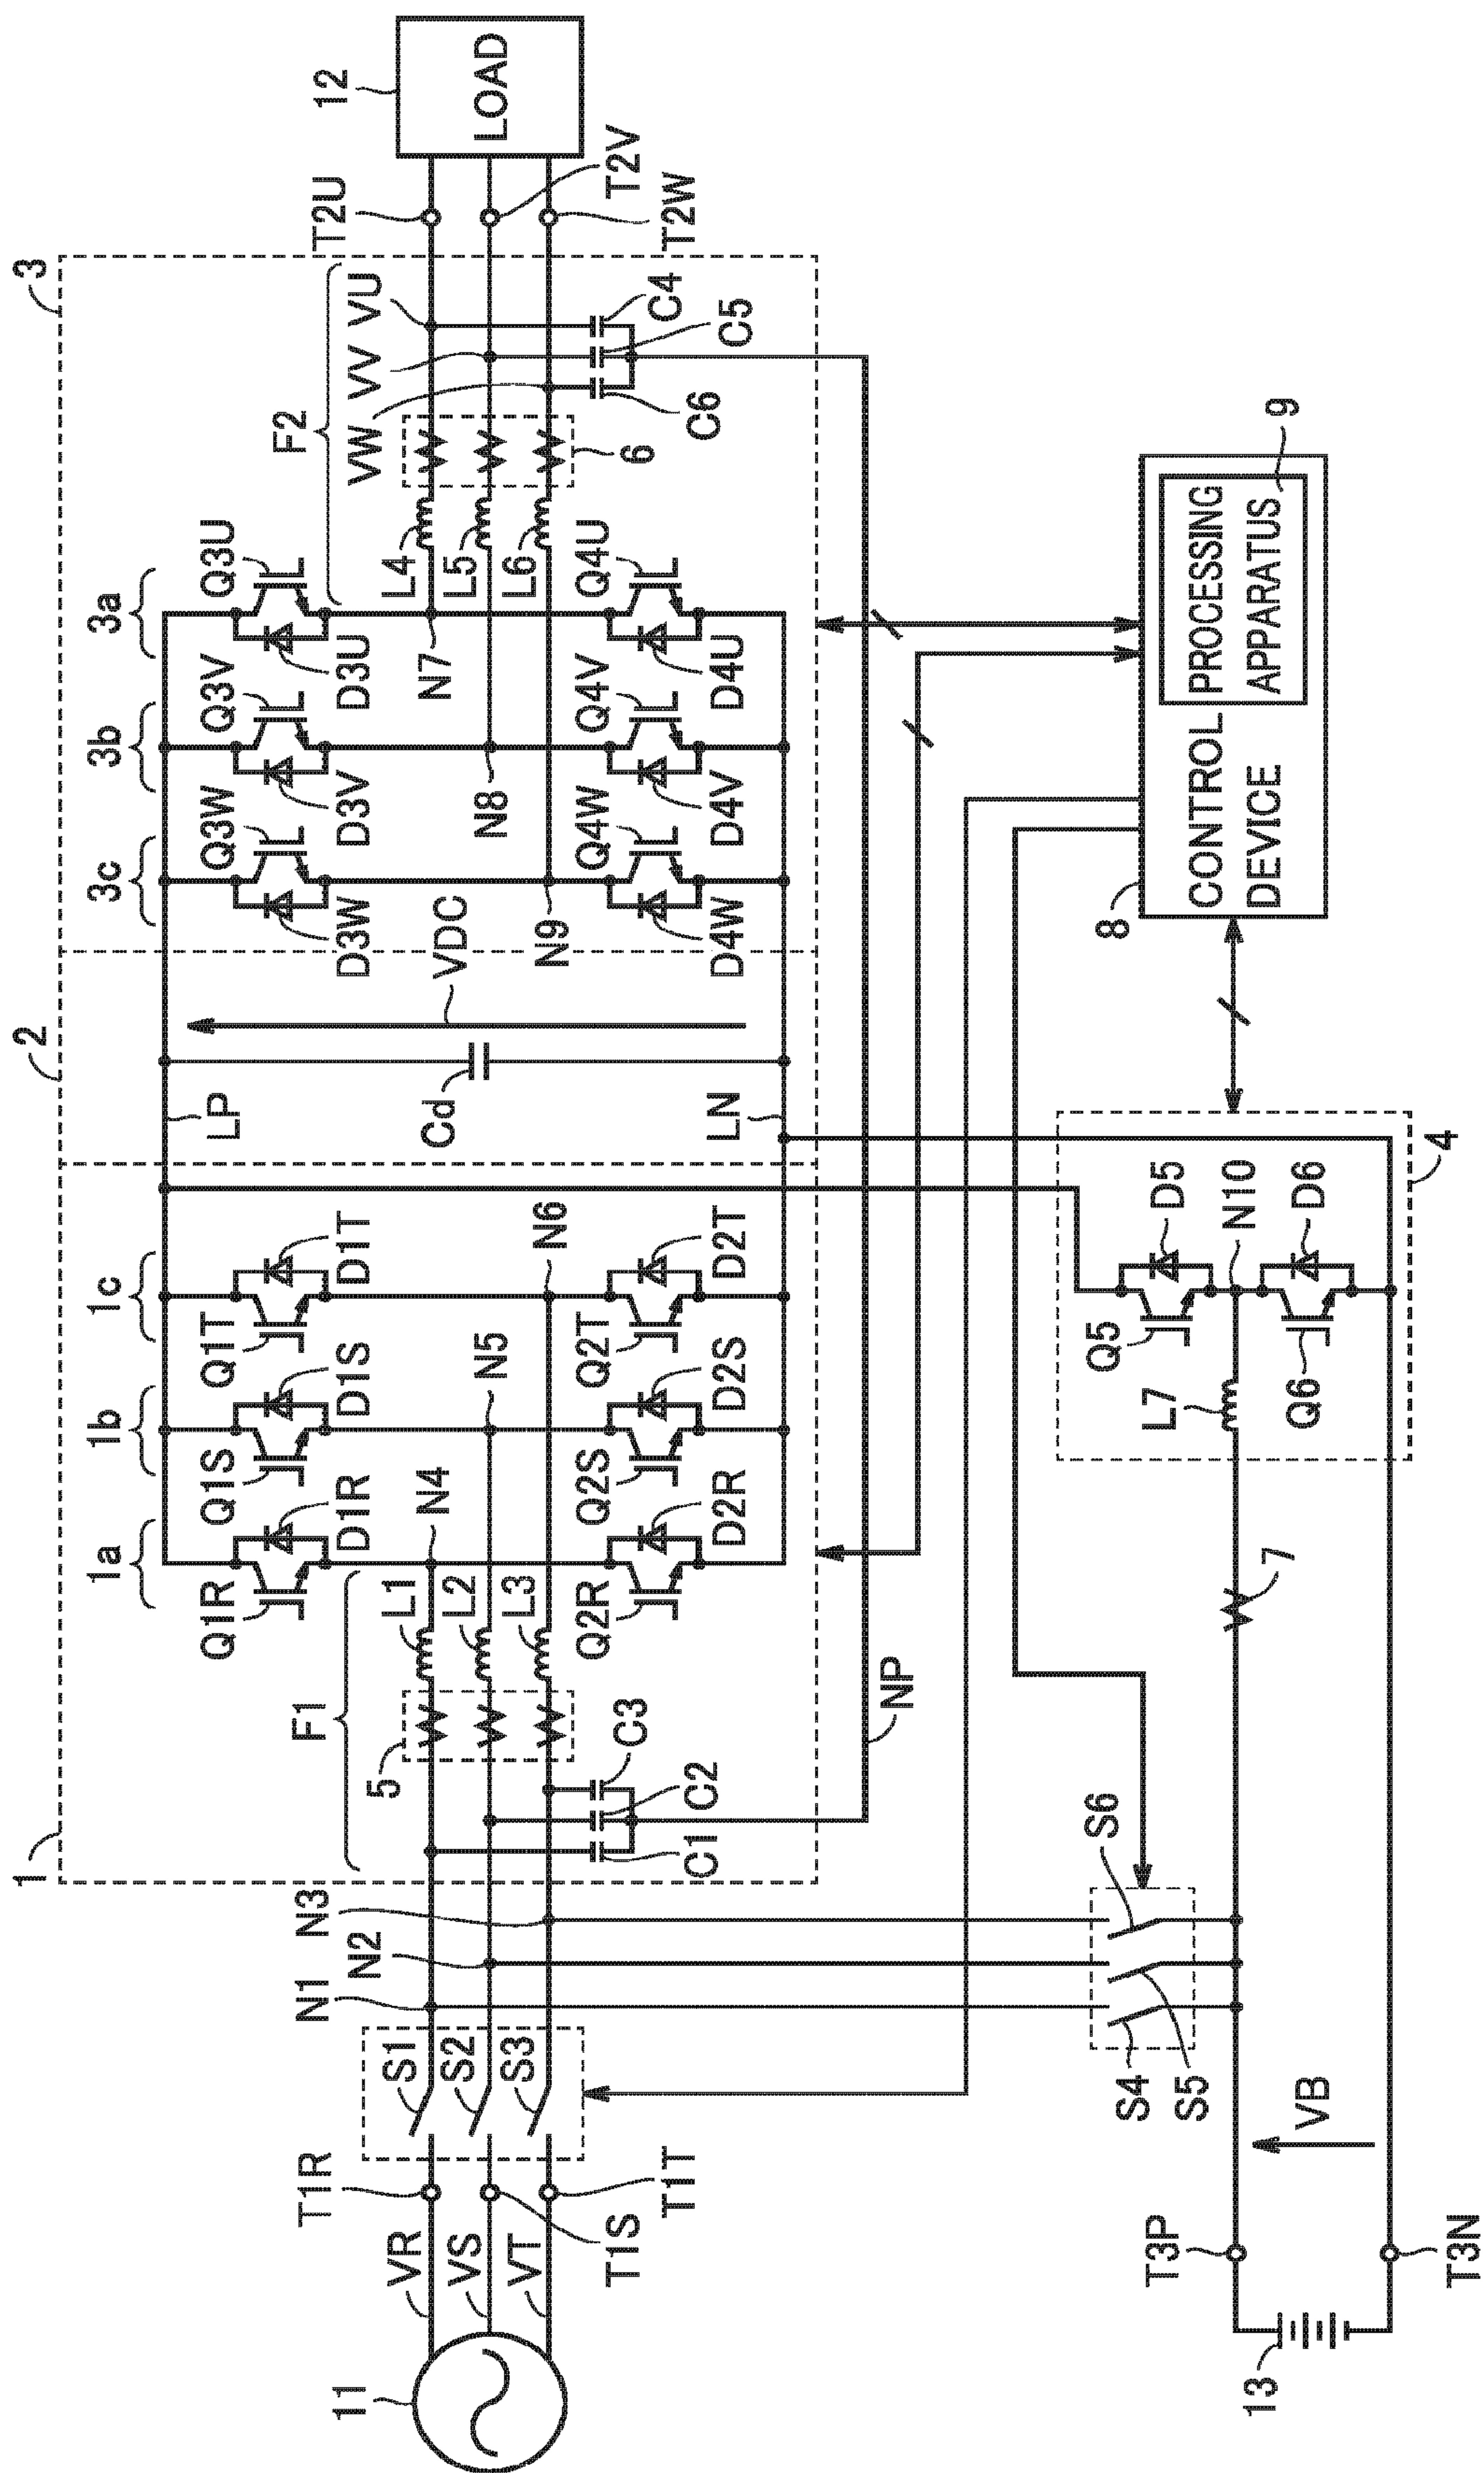 1
2
3
1a
1b
1c
3c
3b
3a
Q1R
Q1S
Q1T
D1R
D1S
D1T
Q3W
Q3V
Q3U
D3W
D3V
D3U
LP
F1
F2
VW
VV
VU
T2U
12
LOAD
11
VR
VS
VT
T1R
T1S
T1T
S1
S2
S3
N1
N2
N3
5
L1
L2
L3
N4
N5
N6
Cd
VDC
N7
N8
N9
L4
L5
L6
6
T2V
T2W
C1
C2
C3
C6
C5
C4
Q2R
Q2S
Q2T
D2R
D2S
D2T
LN
Q4W
Q4V
Q4U
D4W
D4V
D4U
NP
8
CONTROL
DEVICE
PROCESSING
APPARATUS
9
S4
S5
S6
4
Q5
D5
L7
N10
Q6
D6
7
T3P
VB
13
T3N